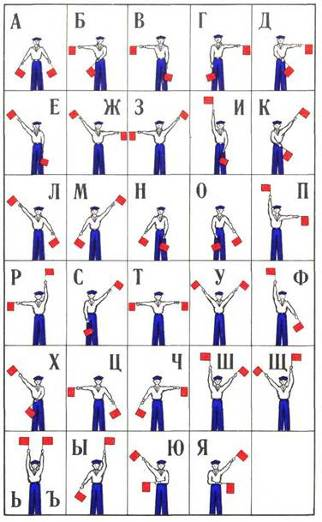 А Б В Г Д
Е Ж З И К
Л М Н О П
Р С Т У Ф
Х Ц Ч Ш Щ
Ь Ъ Ы Ю Я